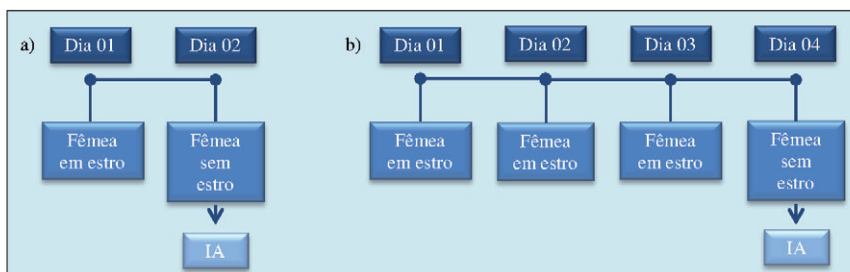 a) Dia 01 Dia 02
Fêmea
em estro
Fêmea
sem
estro
IA
b) Dia 01 Dia 02 Dia 03 Dia 04
Fêmea
em estro
Fêmea
em estro
Fêmea
em estro
Fêmea
sem
estro
IA